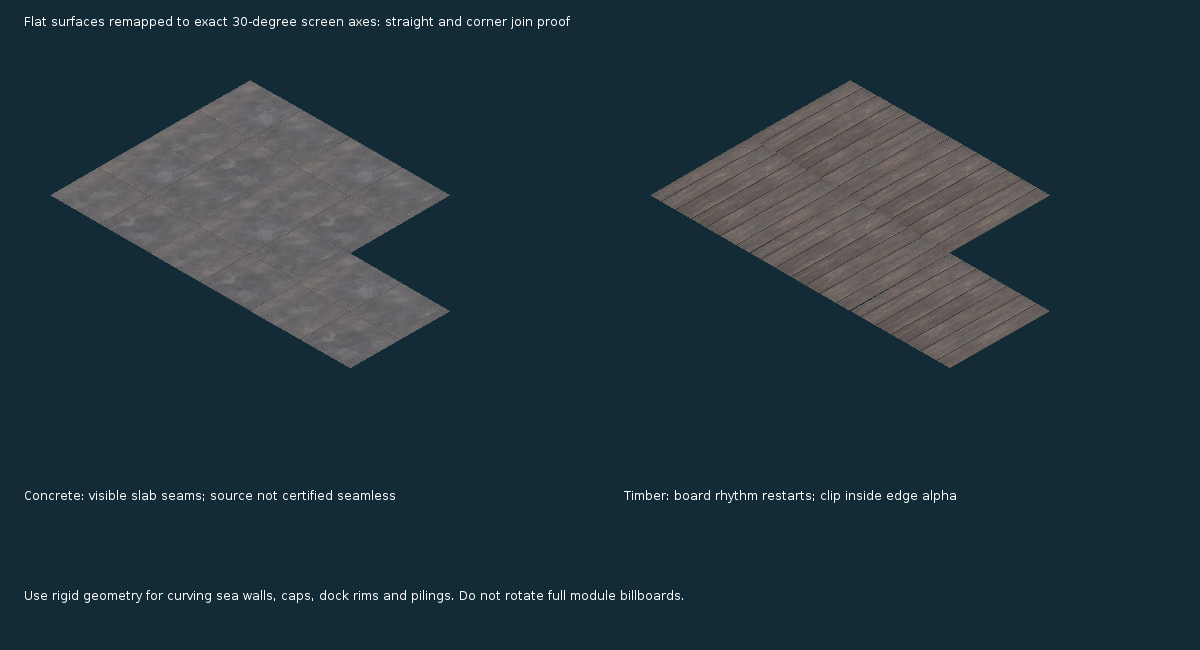 Flat surfaces remapped to exact 30-degree screen axes: straight and corner join proof
Concrete: visible slab seams; source not certified seamless
Timber: board rhythm restarts; clip inside edge alpha
Use rigid geometry for curving sea walls, caps, dock rims and pilings. Do not rotate full module billboards.